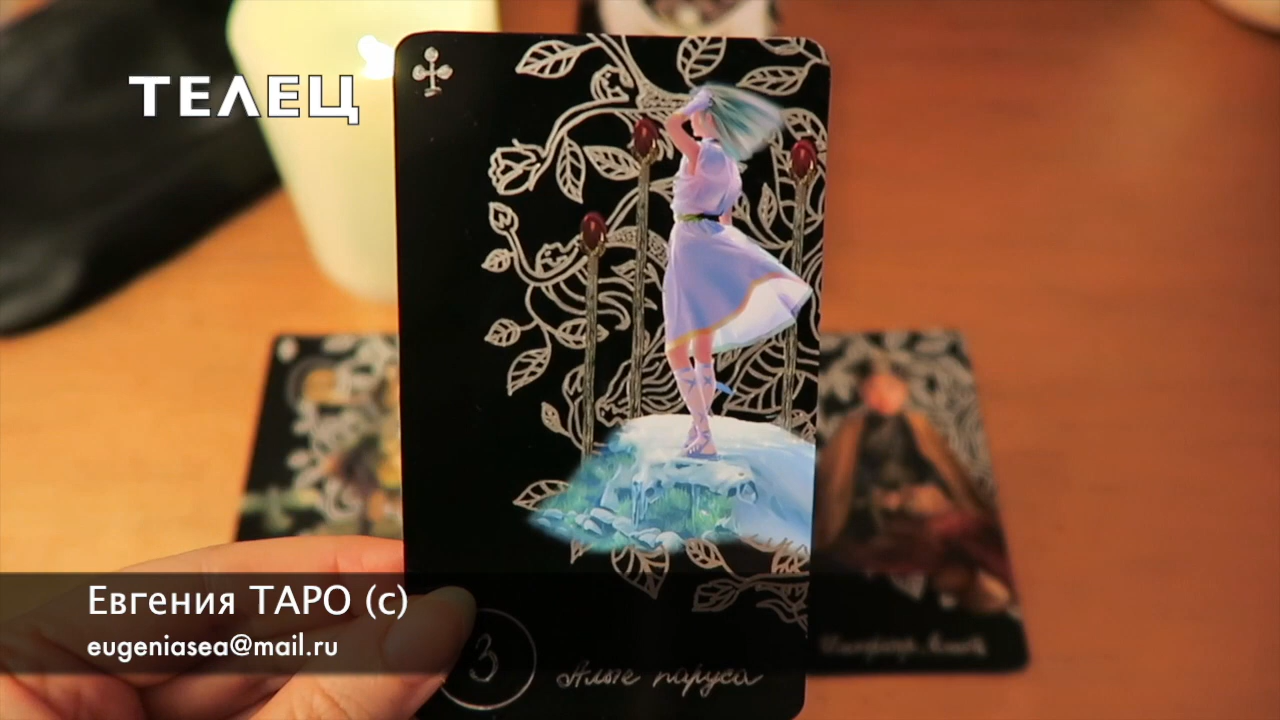 ТЕЛЕЦ
Евгения ТАРО (с)
eugeniasea@mail.ru
3 Алые паруса